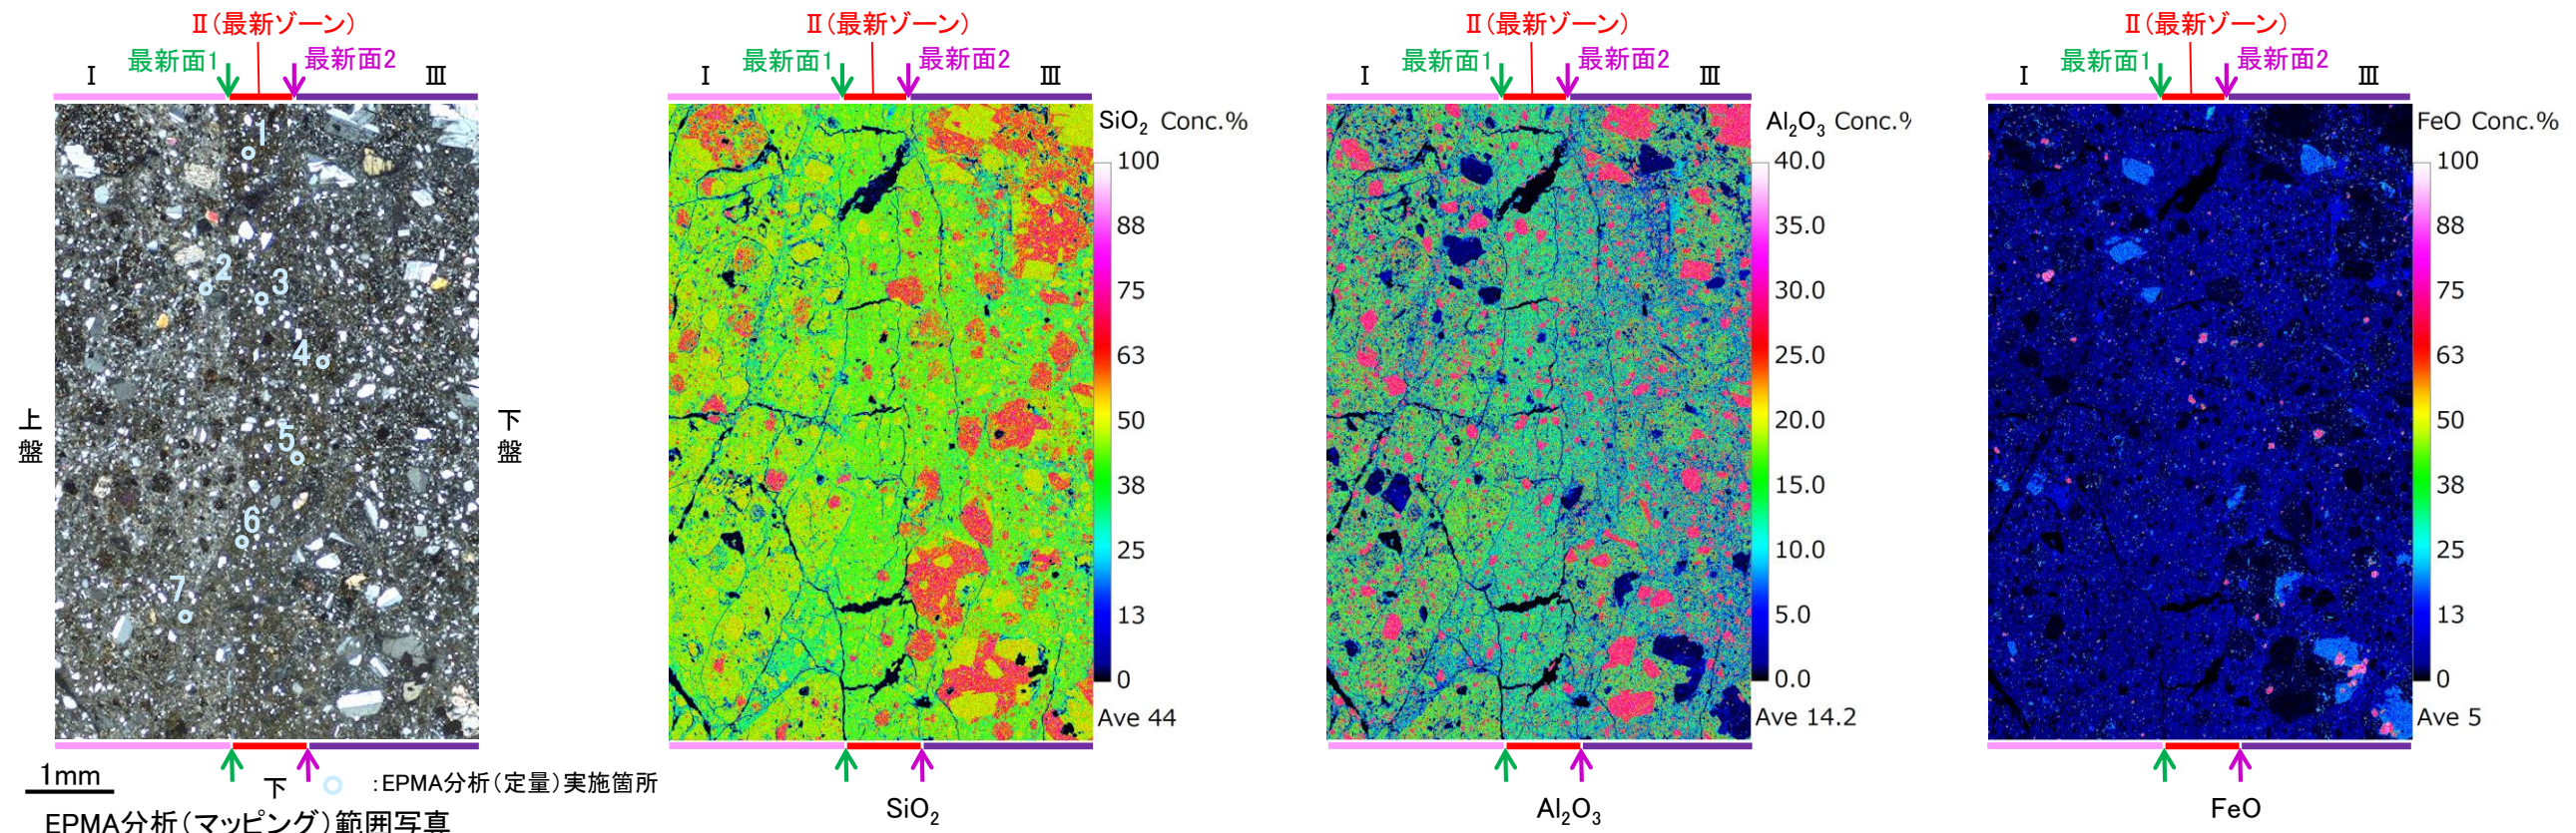 Ⅱ(最新ゾーン)
最新面1
最新面2
Ⅰ
Ⅲ
1
2
3
4
5
6
7
上盤
下盤
1mm
下
:EPMA分析(定量)実施箇所
EPMA分析(マッピング)範囲写真
Ⅱ(最新ゾーン)
最新面1
最新面2
Ⅰ
Ⅲ
SiO₂ Conc.%
100
88
75
63
50
38
25
13
0
Ave 44
SiO₂
Ⅱ(最新ゾーン)
最新面1
最新面2
Ⅰ
Ⅲ
Al₂O₃ Conc.%
40.0
35.0
30.0
25.0
20.0
15.0
10.0
5.0
0.0
Ave 14.2
Al₂O₃
Ⅱ(最新ゾーン)
最新面1
最新面2
Ⅰ
Ⅲ
FeO Conc.%
100
88
75
63
50
38
25
13
0
Ave 5
FeO